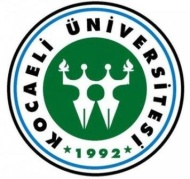 KOCAELİ ÜNİVERSİTESİ
★ 1992 ★